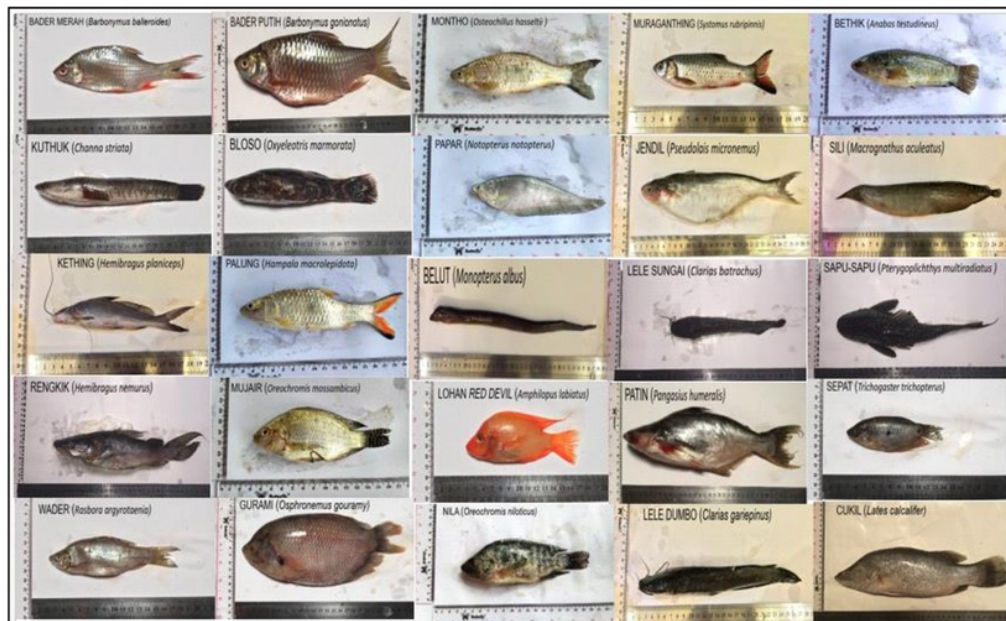 BADER MERAH (Barbonymus balleroides)
BADER PUTIH (Barbonymus gonionotus)
MONTHO (Osteochillus hasseltii)
MURAGANTHING (Systomus rubripinnis)
BETHIK (Anabas testudineus)
KUTHUK (Channa striata)
BLOSO (Oxyeleotris marmorata)
PAPAR (Notopterus notopterus)
JENDIL (Pseudolais micronemus)
SILI (Macrognathus aculeatus)
KETHING (Hemibragus planiceps)
PALUNG (Hampala macrolepidota)
BELUT (Monopterus albus)
LELE SUNGAI (Clarias batrachus)
SAPU-SAPU (Pterygoplichthys multiradiatus)
RENGKIK (Hemibragus nemurus)
MUJAIR (Oreochromis mossambicus)
LOHAN RED DEVIL (Amphilopus labiatus)
PATIN (Pangasius humeralis)
SEPAT (Trichogaster trichopterus)
WADER (Rasbora argyrotaenia)
GURAMI (Osphronemus gouramy)
NILA (Oreochromis niloticus)
LELE DUMBO (Clarias gariepinus)
CUKIL (Lates calcalifer)